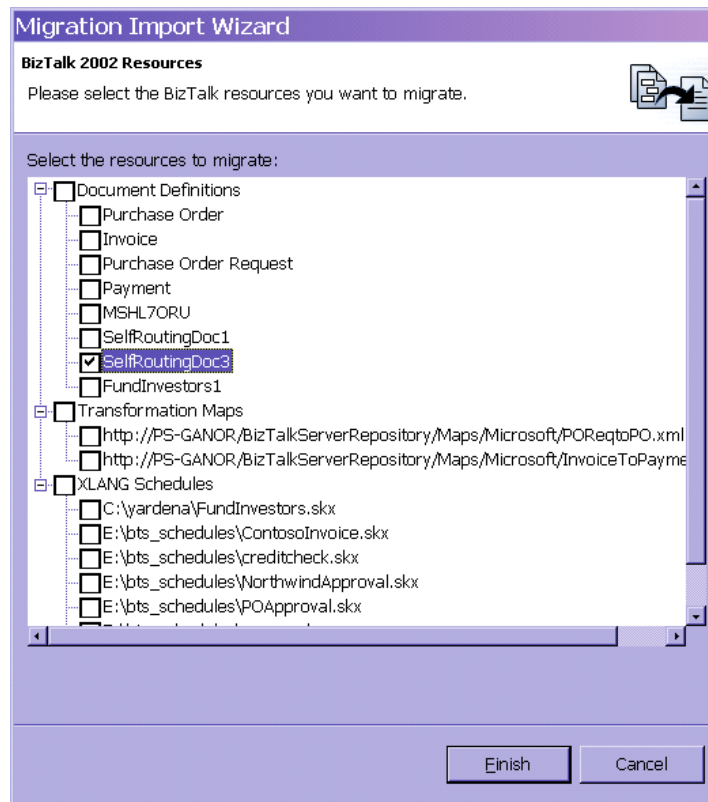 Migration Import Wizard
BizTalk 2002 Resources
Please select the BizTalk resources you want to migrate.
Select the resources to migrate:
Document Definitions
Purchase Order
Invoice
Purchase Order Request
Payment
MSHL7ORU
SelfRoutingDoc1
SelfRoutingDoc3
FundInvestors1
Transformation Maps
http://PS-GANOR/BizTalkServerRepository/Maps/Microsoft/POReqtoPO.xml
http://PS-GANOR/BizTalkServerRepository/Maps/Microsoft/InvoiceToPayme
XLANG Schedules
C:\yardena\FundInvestors.skx
E:\bts_schedules\ContosoInvoice.skx
E:\bts_schedules\creditcheck.skx
E:\bts_schedules\NorthwindApproval.skx
E:\bts_schedules\POApproval.skx
Finish Cancel